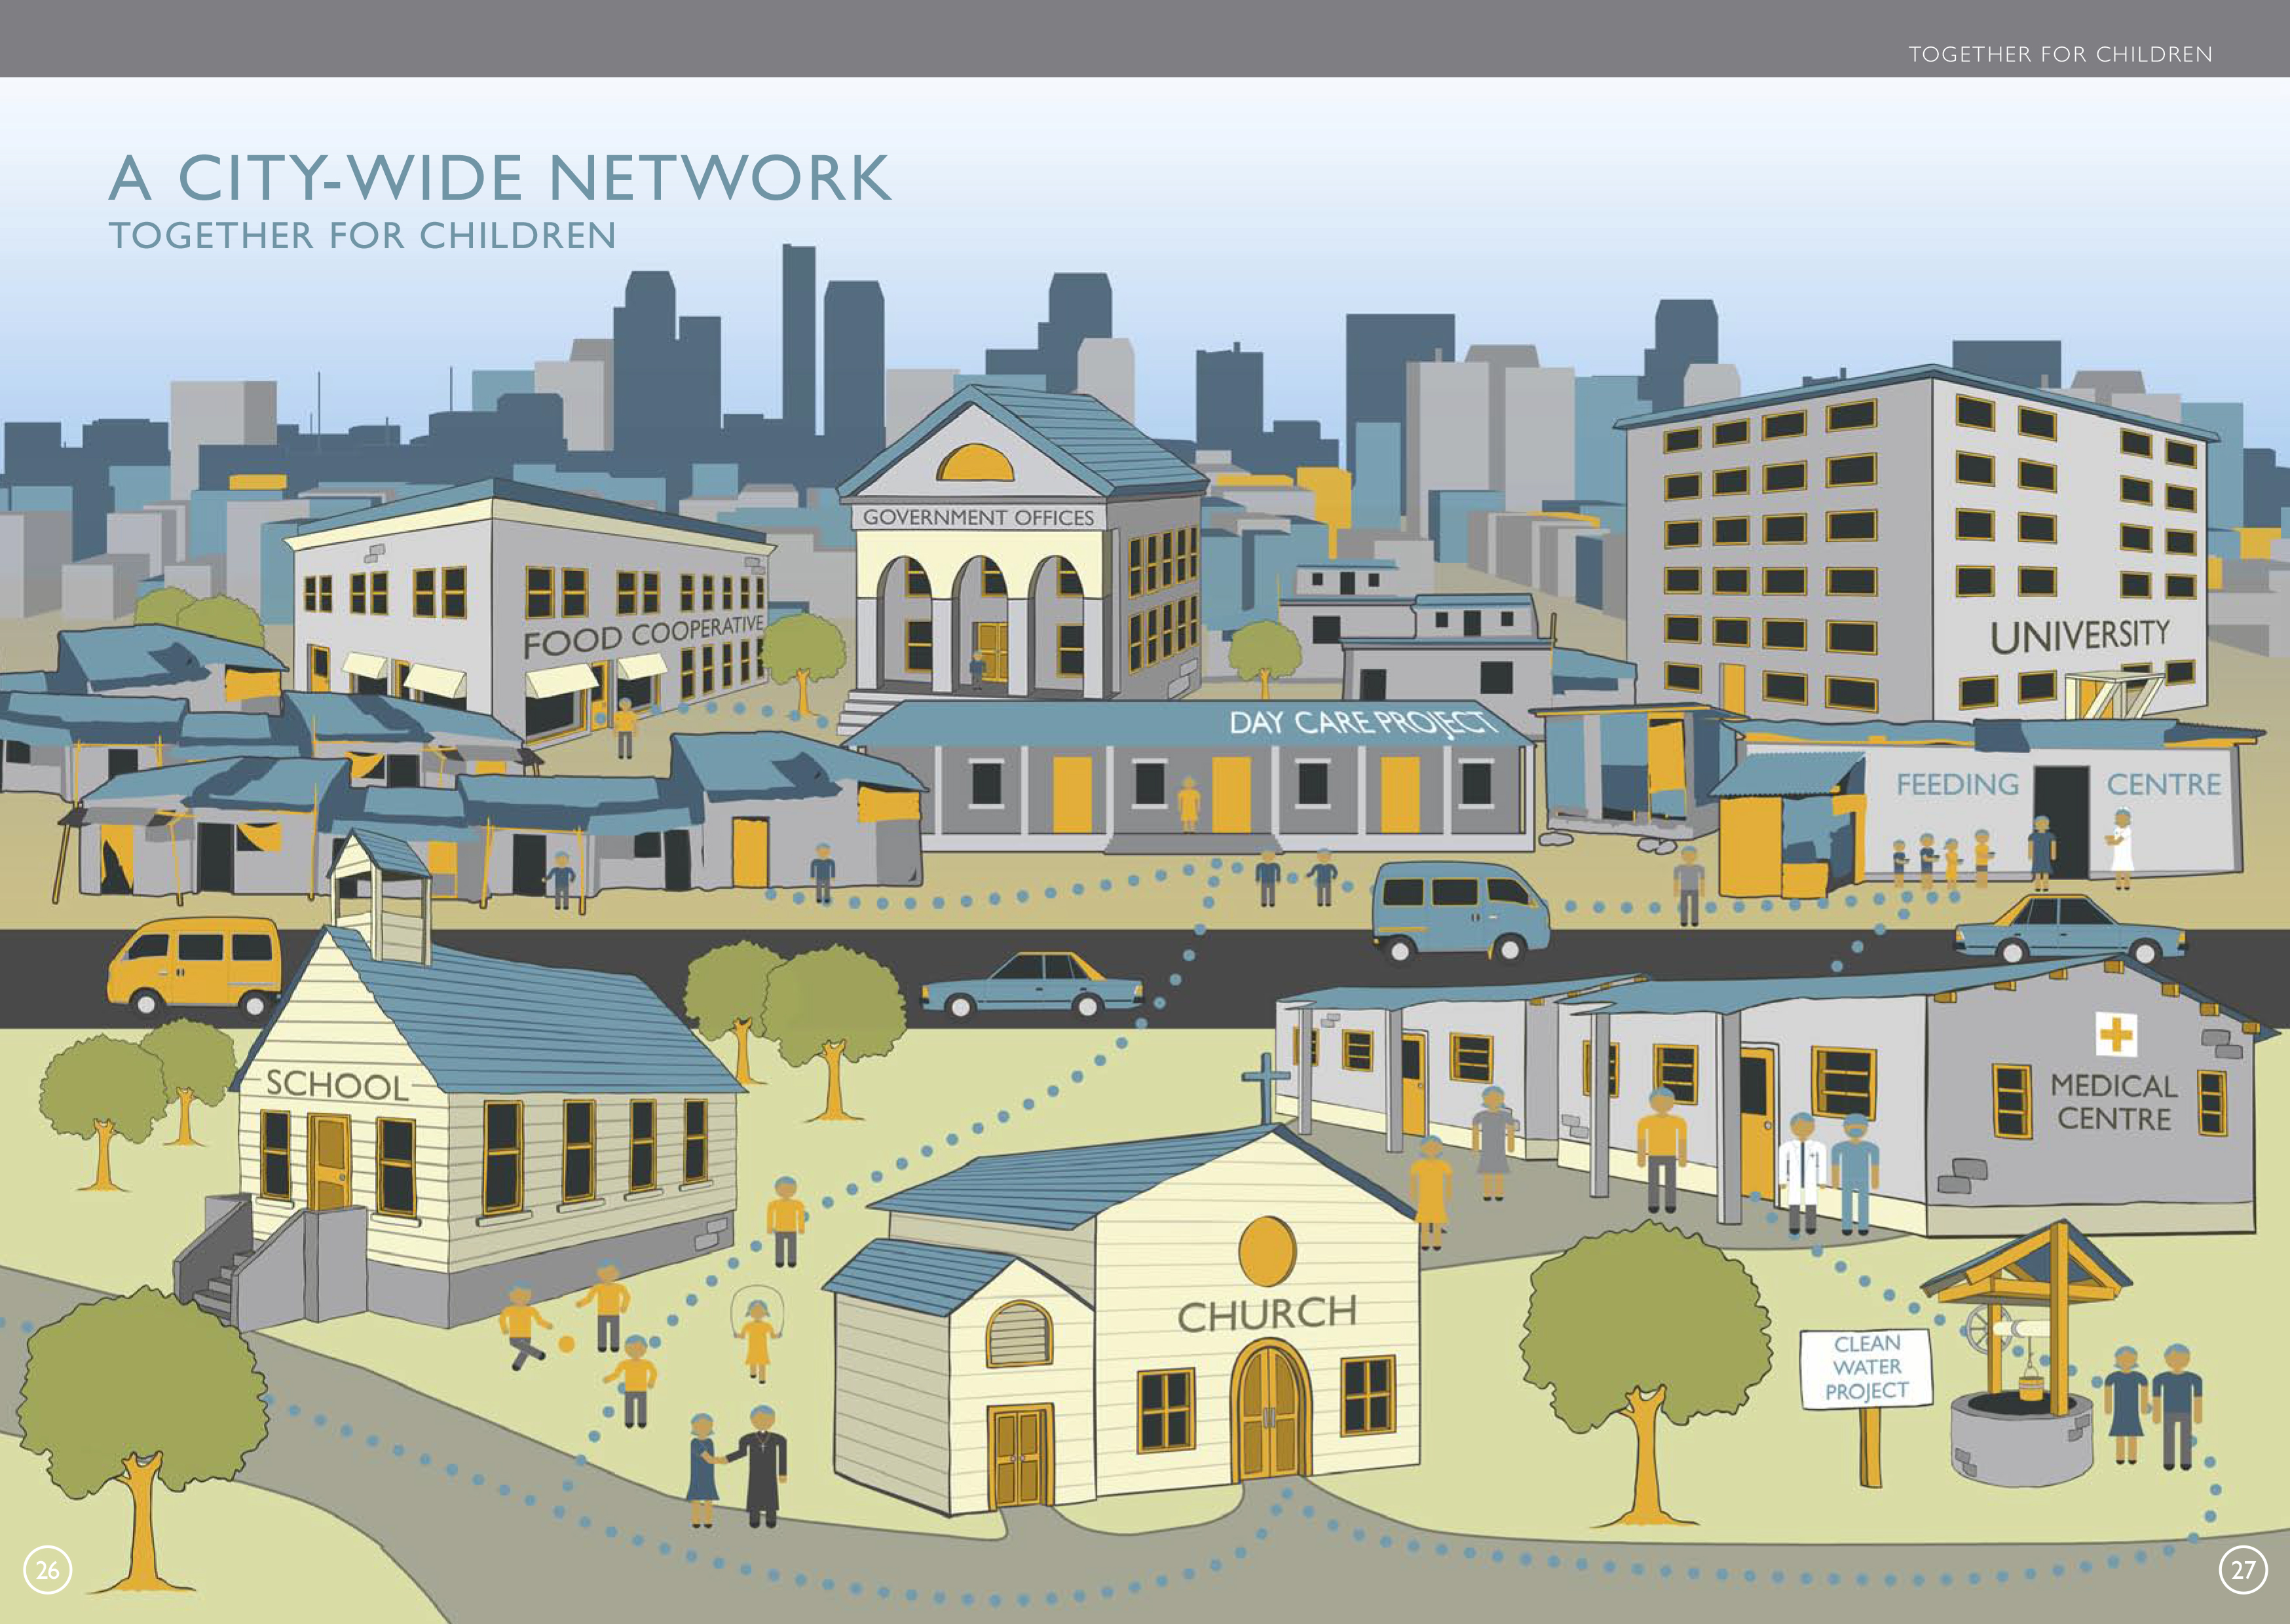 TOGETHER FOR CHILDREN
A CITY-WIDE NETWORK
TOGETHER FOR CHILDREN
GOVERNMENT OFFICES
FOOD COOPERATIVE
UNIVERSITY
DAY CARE PROJECT
FEEDING CENTRE
SCHOOL
MEDICAL
CENTRE
CHURCH
CLEAN
WATER
PROJECT
26
27